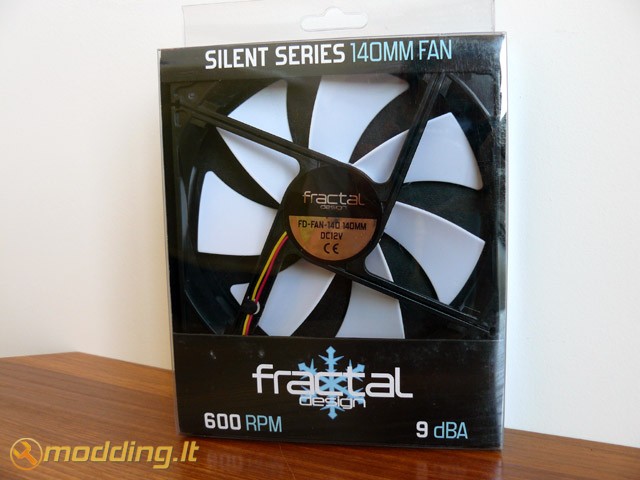 SILENT SERIES 140MM FAN
fractal
design
FD-FAN-140 140MM
DC12V
CE
fractal
design
600 RPM
9 dBA
modding.lt